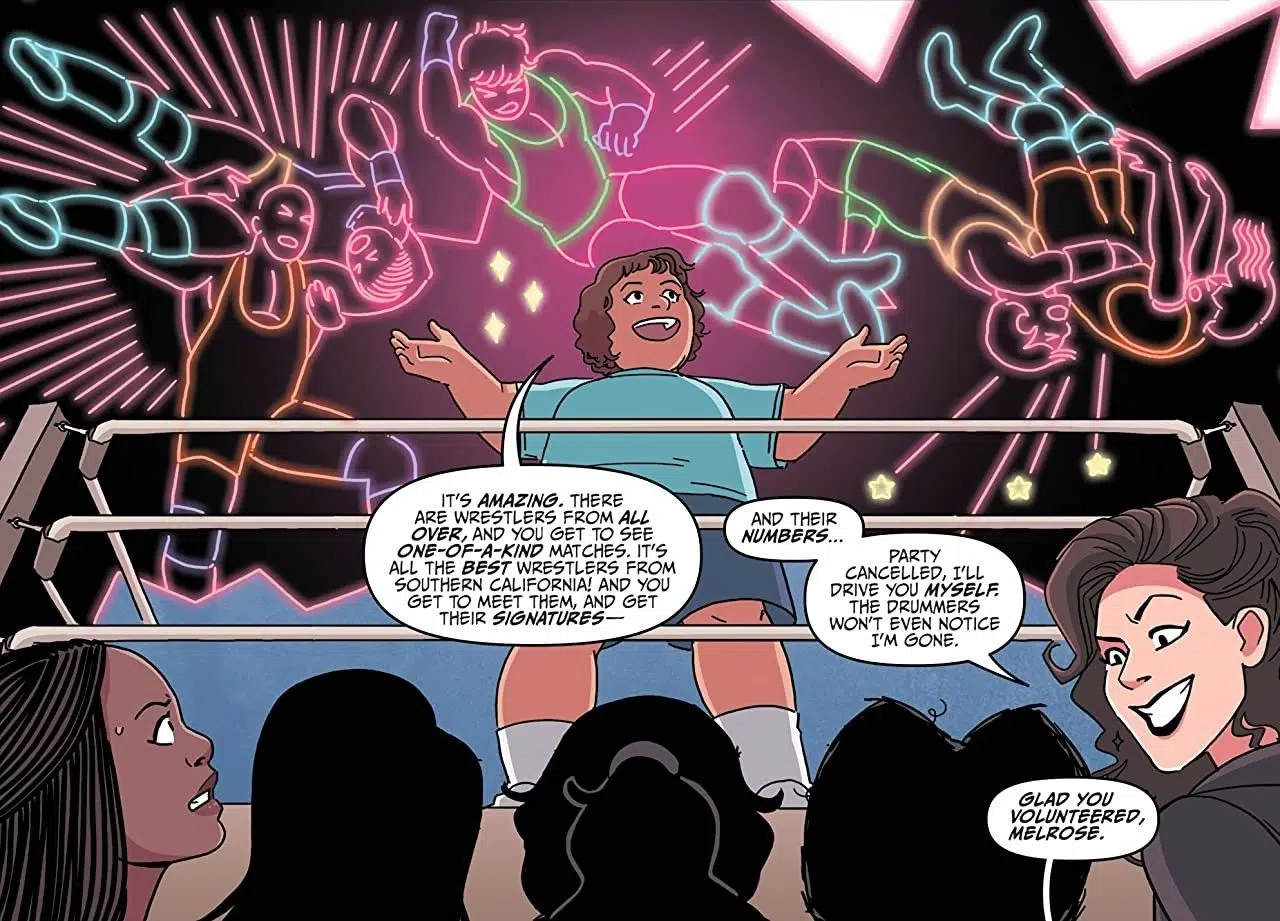 IT'S AMAZING. THERE
ARE WRESTLERS FROM ALL
OVER, AND YOU GET TO SEE
ONE-OF-A-KIND MATCHES. IT'S
ALL THE BEST WRESTLERS FROM
SOUTHERN CALIFORNIA! AND YOU
GET TO MEET THEM, AND GET
THEIR SIGNATURES—
AND THEIR
NUMBERS...
PARTY
CANCELLED, I'LL
DRIVE YOU MYSELF.
THE DRUMMERS
WON'T EVEN NOTICE
I'M GONE.
GLAD YOU
VOLUNTEERED,
MELROSE.